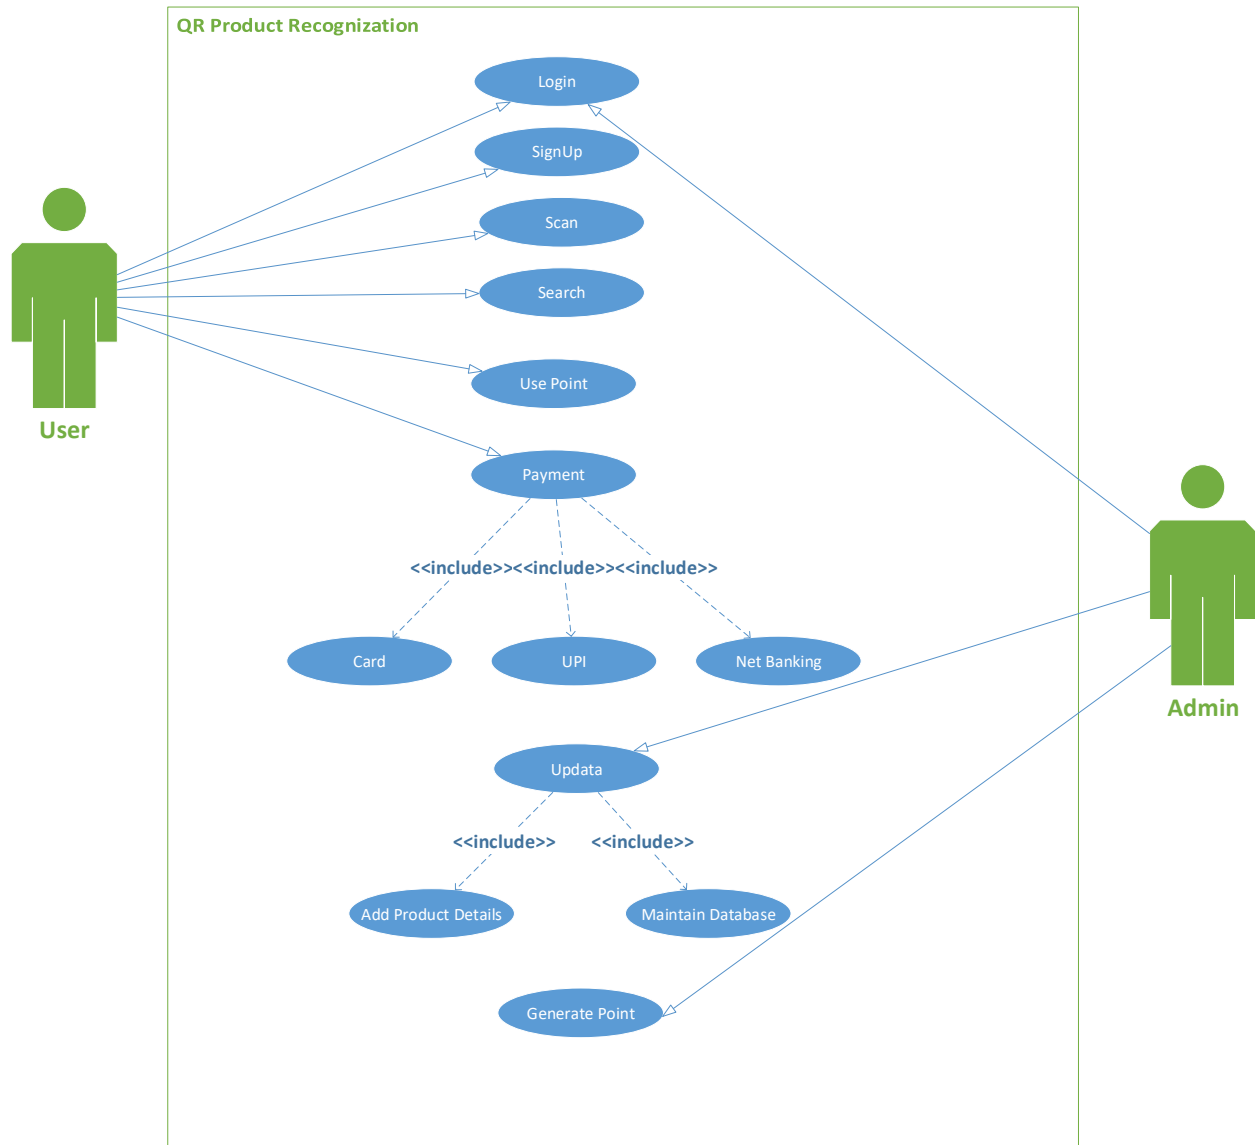 QR Product Recognization
Login
SignUp
Scan
Search
Use Point
User
Payment
<<include>> <<include>> <<include>>
Card UPI Net Banking
Admin
Updata
<<include>> <<include>>
Add Product Details Maintain Database
Generate Point